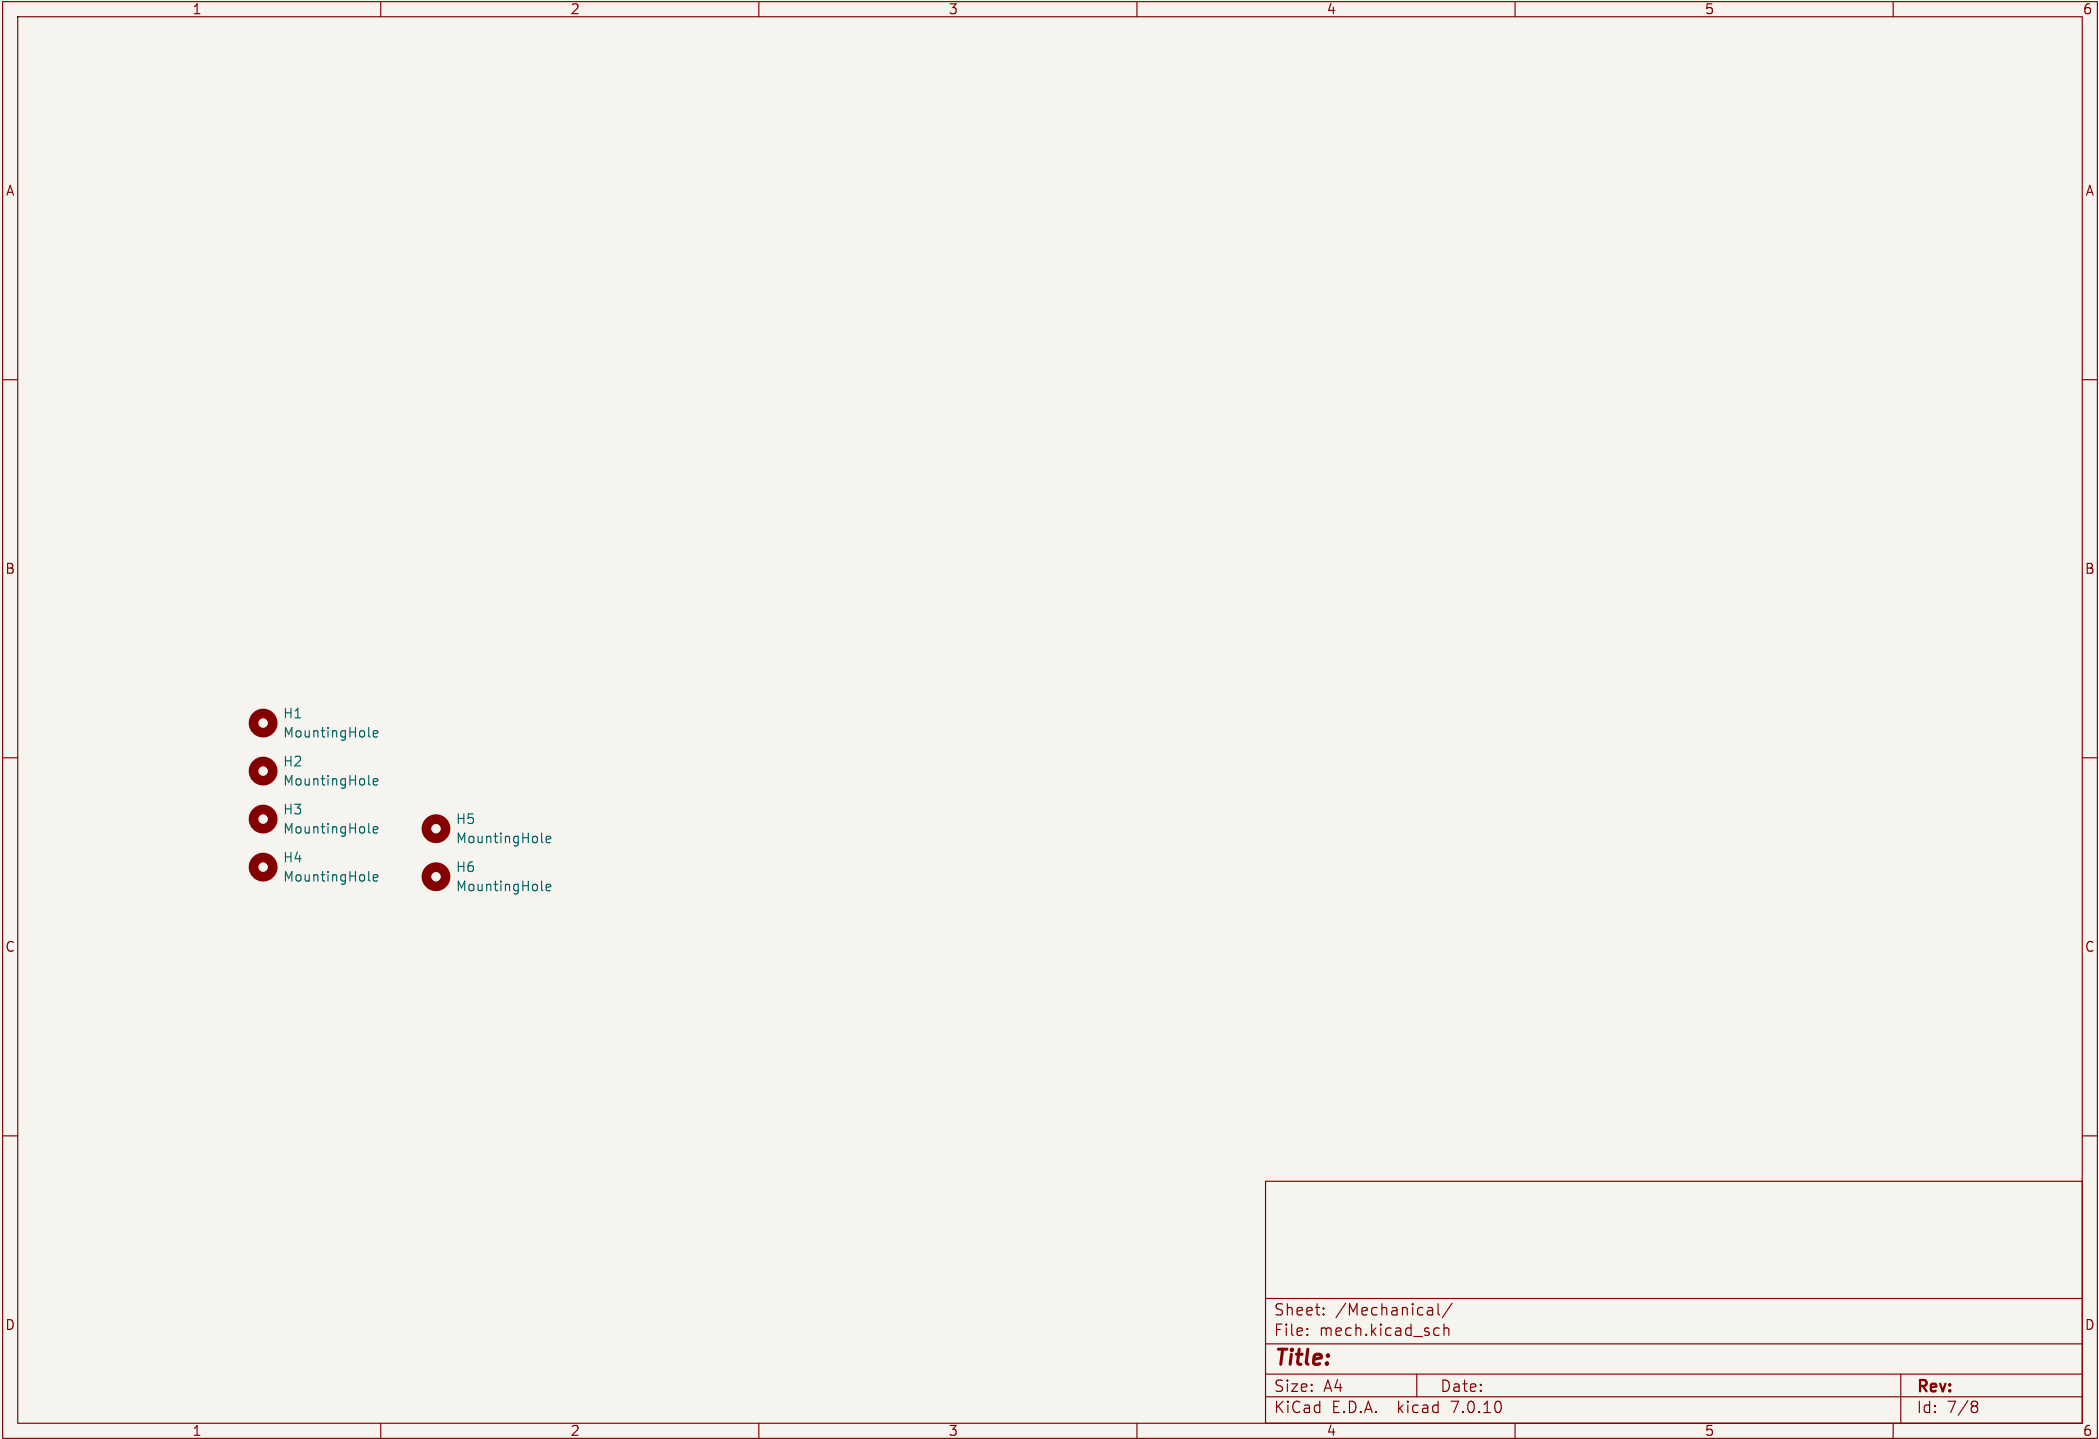 1 2 3 4 5 6
A A
B B
H1
MountingHole
H2
MountingHole
H3
MountingHole
H5
MountingHole
H4
MountingHole
H6
MountingHole
C C
Sheet: /Mechanical/
File: mech.kicad_sch
D D
Title:
Size: A4 Date: Rev:
KiCad E.D.A. kicad 7.0.10 Id: 7/8
1 2 3 4 5 6